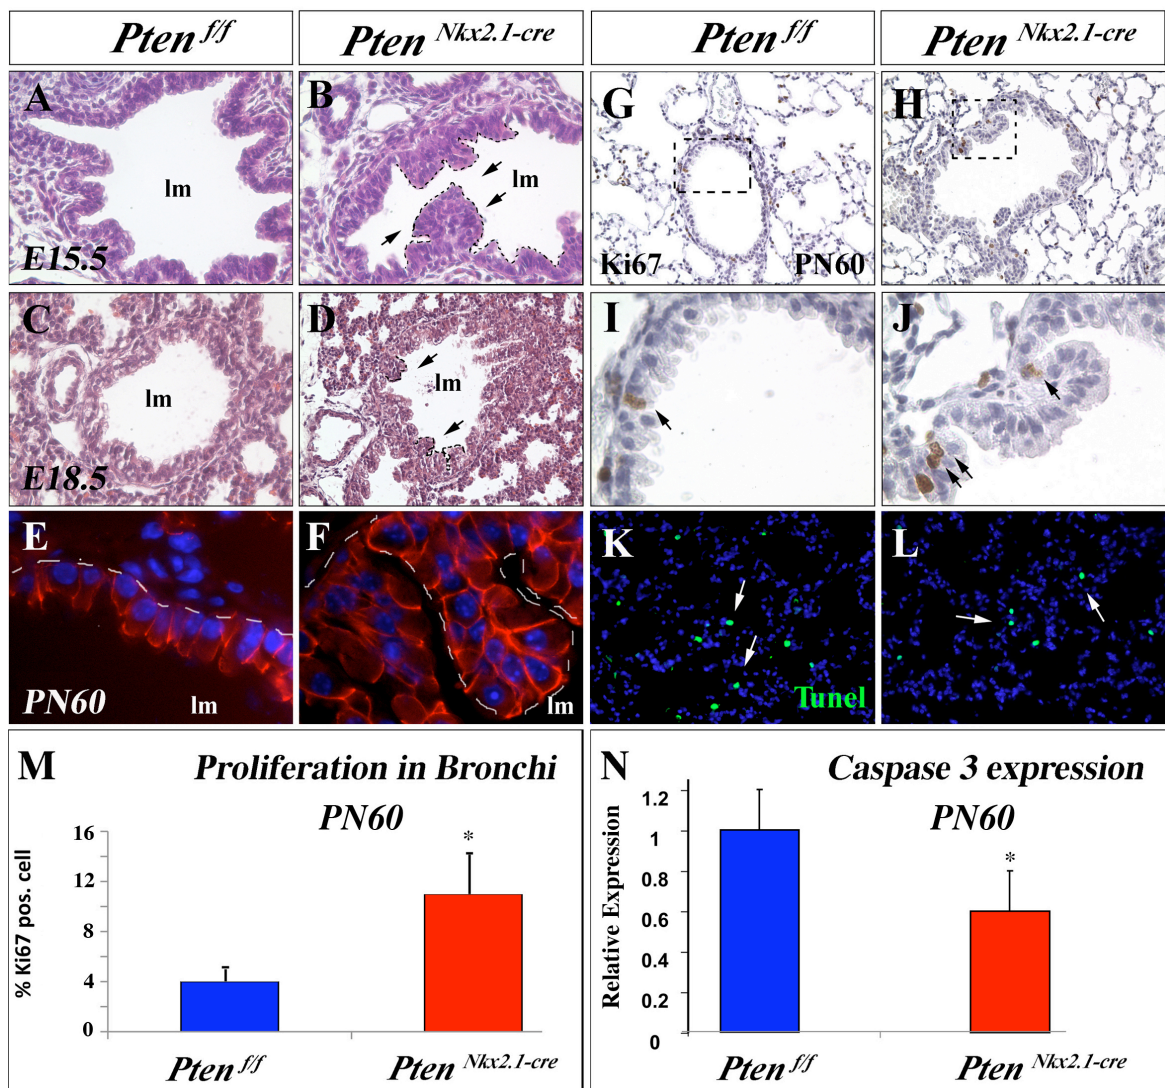 Pten f/f
Pten Nkx2.1-cre
Pten f/f
Pten Nkx2.1-cre
A
lm
E15.5
B
lm
G
Ki67
PN60
H
C
lm
E18.5
D
lm
I
J
E
PN60
lm
F
lm
K
Tunel
L
M
Proliferation in Bronchi
PN60
% Ki67 pos. cell
16
12
8
4
0
*
Pten f/f
Pten Nkx2.1-cre
N
Caspase 3 expression
PN60
Relative Expression
1.2
1
0.8
0.6
0.4
0.2
0
*
Pten f/f
Pten Nkx2.1-cre